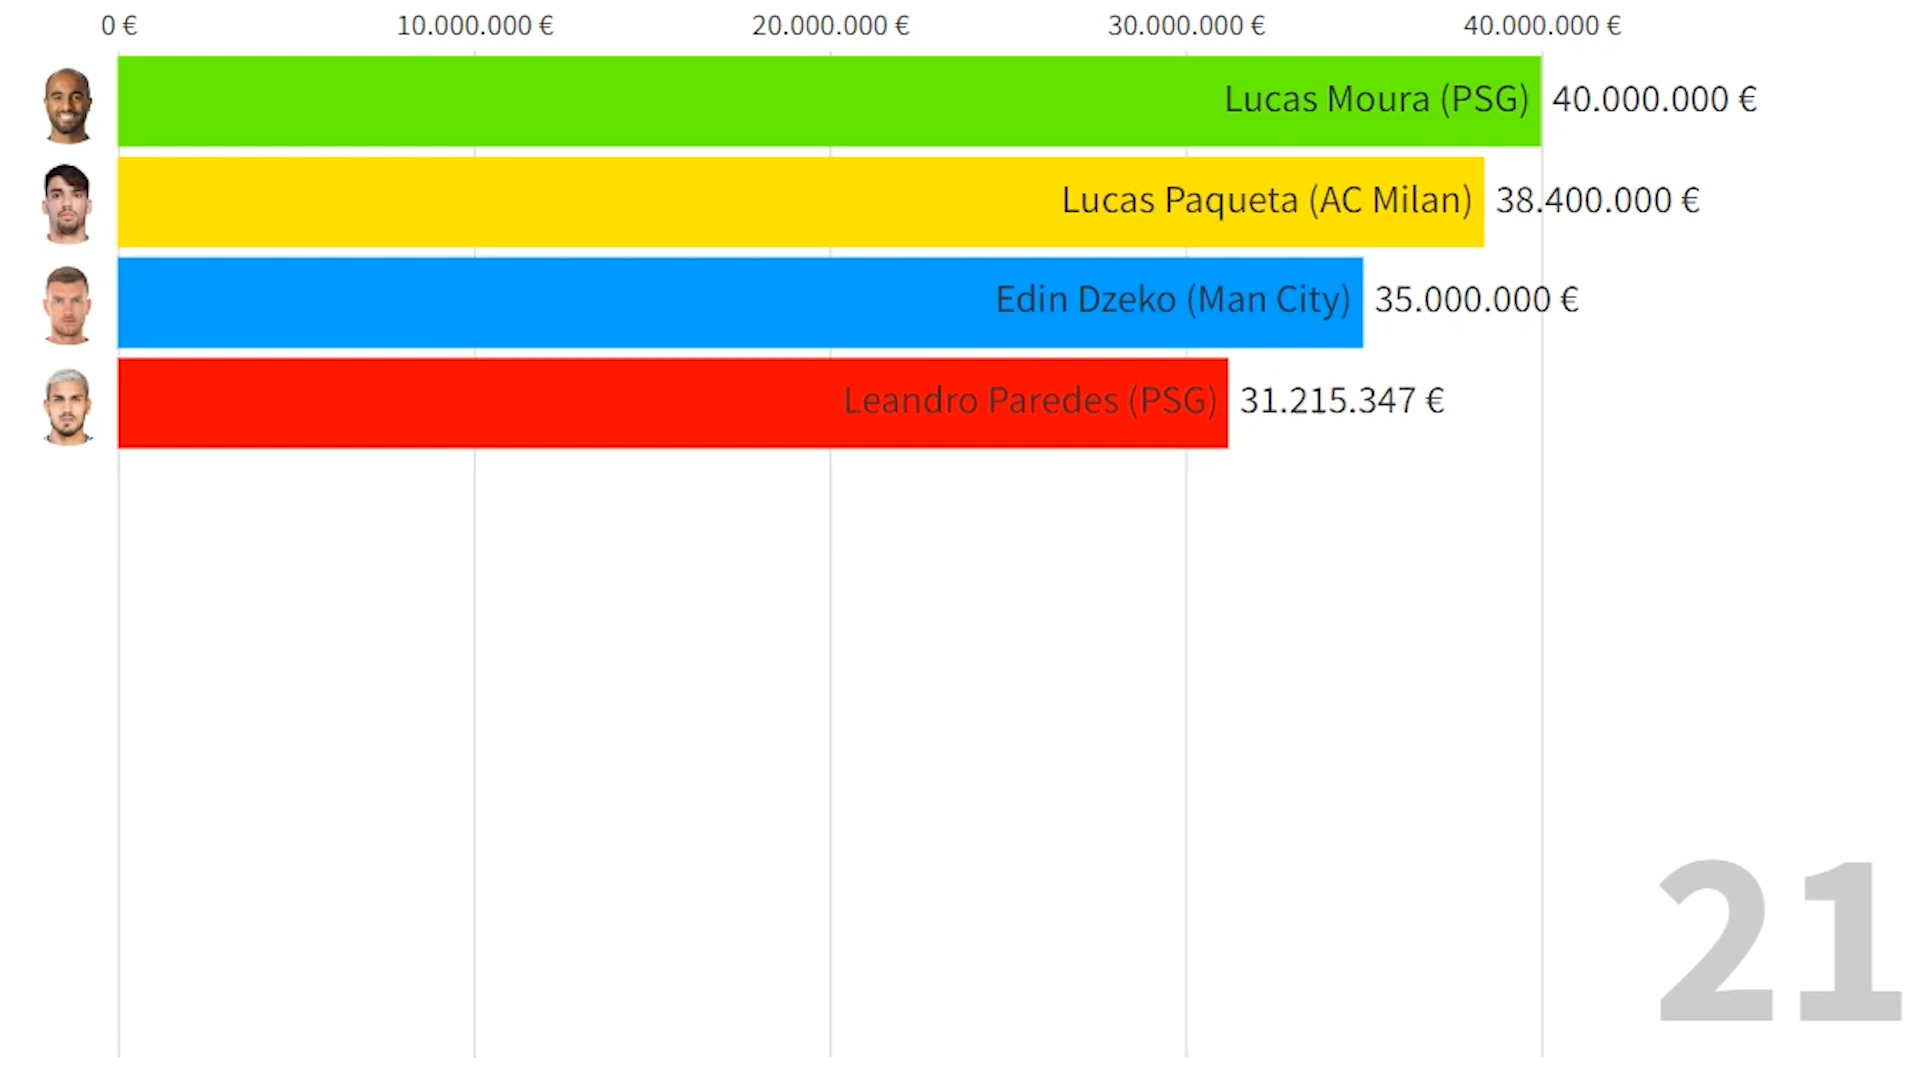 0 € 10.000.000 € 20.000.000 € 30.000.000 € 40.000.000 €
Lucas Moura (PSG) 40.000.000 €
Lucas Paqueta (AC Milan) 38.400.000 €
Edin Dzeko (Man City) 35.000.000 €
Leandro Paredes (PSG) 31.215.347 €
21